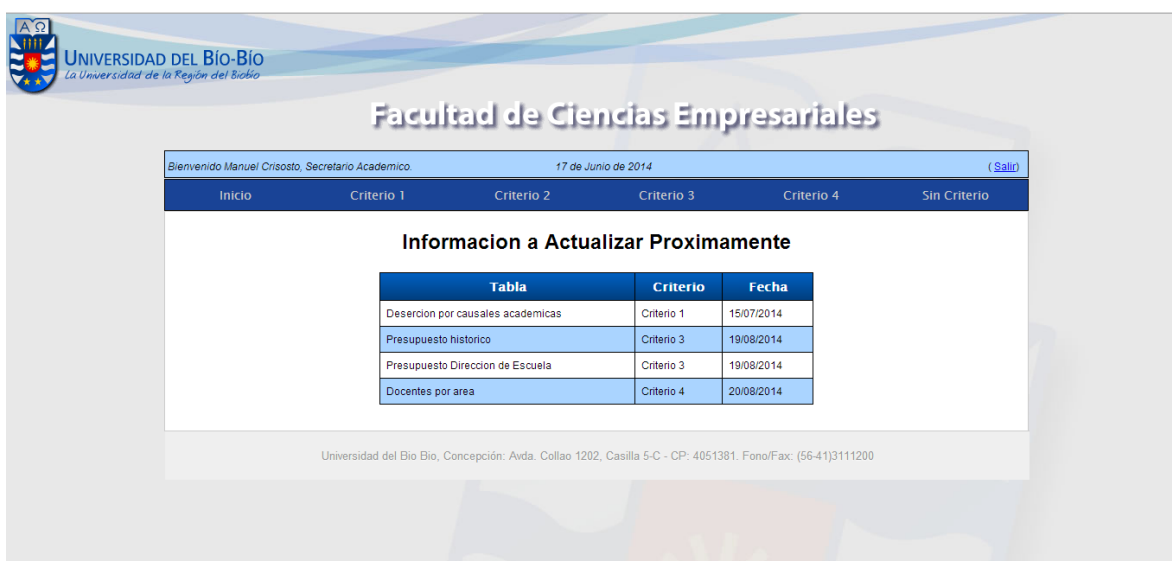 ΑΩ
UNIVERSIDAD DEL BÍO-BÍO
La Universidad de la Región del Biobío
Facultad de Ciencias Empresariales
Bienvenido Manuel Crisosto, Secretario Academico. 17 de Junio de 2014 ( Salir)
Inicio Criterio 1 Criterio 2 Criterio 3 Criterio 4 Sin Criterio
Informacion a Actualizar Proximamente
Tabla Criterio Fecha
Desercion por causales academicas Criterio 1 15/07/2014
Presupuesto historico Criterio 3 19/08/2014
Presupuesto Direccion de Escuela Criterio 3 19/08/2014
Docentes por area Criterio 4 20/08/2014
Universidad del Bio Bio, Concepción: Avda. Collao 1202, Casilla 5-C - CP: 4051381. Fono/Fax: (56-41)3111200